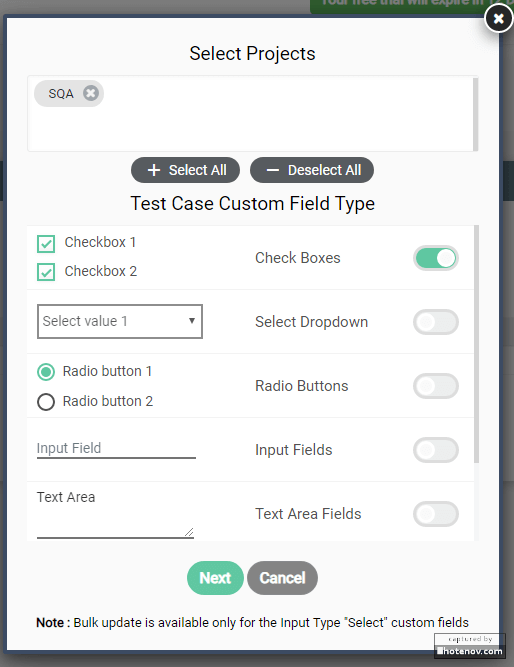 Your free trial will expire in 12
Select Projects
SQA
Select All
Deselect All
Test Case Custom Field Type
Checkbox 1
Checkbox 2
Check Boxes
Select value 1
Select Dropdown
Radio button 1
Radio button 2
Radio Buttons
Input Field
Input Fields
Text Area
Text Area Fields
Next
Cancel
Note : Bulk update is available only for the Input Type "Select" custom fields
captured by
hotenov.com